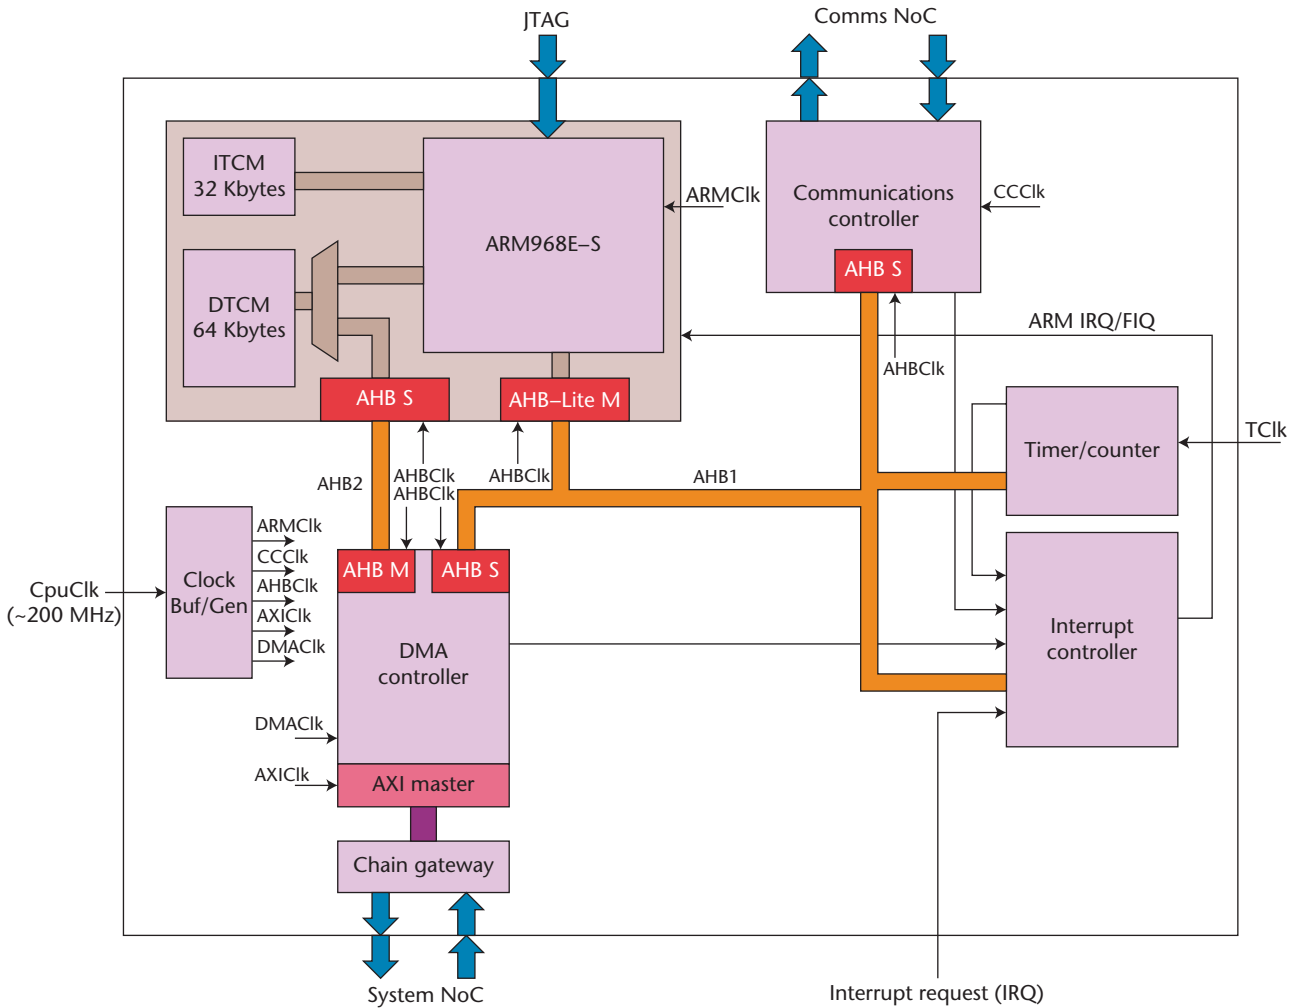 JTAG
Comms NoC
ITCM
32 Kbytes
ARM968E–S
ARMClk
Communications
controller
CCClk
AHB S
DTCM
64 Kbytes
ARM IRQ/FIQ
AHBClk
AHB S
AHB–Lite M
Timer/counter
TClk
AHB2
AHBClk
AHBClk
AHBClk
AHB1
CpuClk
(~200 MHz)
Clock
Buf/Gen
ARMClk
CCClk
AHBClk
AXIClk
DMAClk
AHB M
AHB S
DMA
controller
Interrupt
controller
DMAClk
AXIClk
AXI master
Chain gateway
System NoC
Interrupt request (IRQ)